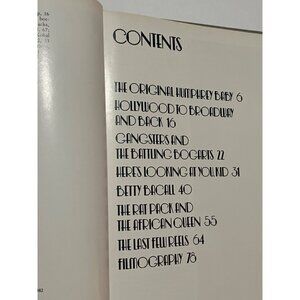 CONTENTS
THE ORIGINAL HUMPHREY BABY 6
HOLLYWOOD TO BROADWAY
AND BACK 16
GANGSTERS AND
THE BATTLING BOGARTS 22
HERE'S LOOKING AT YOU, KID 31
BETTY BACALL 40
THE RAT PACK AND
THE AFRICAN QUEEN 55
THE LAST FEW REELS 64
FILMOGRAPHY 78